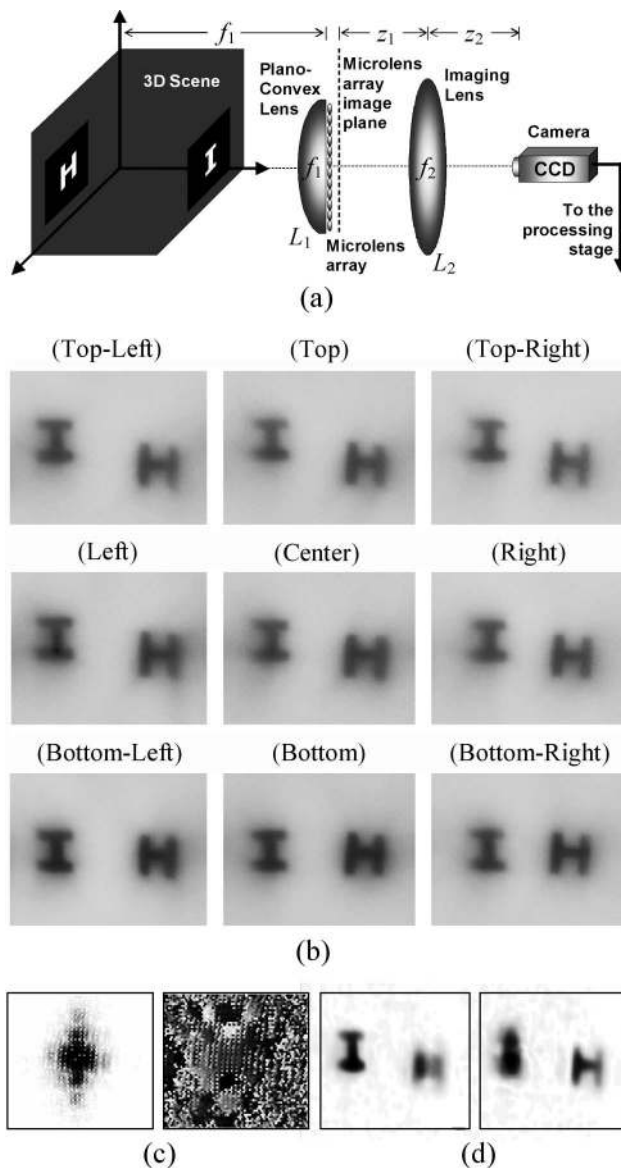 f₁
z₁
z₂
3D Scene
Plano-
Convex
Lens
Microlens
array
image
plane
Imaging
Lens
Camera
H
I
f₁
f₂
CCD
L₁
Microlens
array
L₂
To the
processing
stage
(a)
(Top-Left) (Top) (Top-Right)
I H I H I H
(Left) (Center) (Right)
I H I H I H
(Bottom-Left) (Bottom) (Bottom-Right)
I H I H I H
(b)
I H I H
(c) (d)